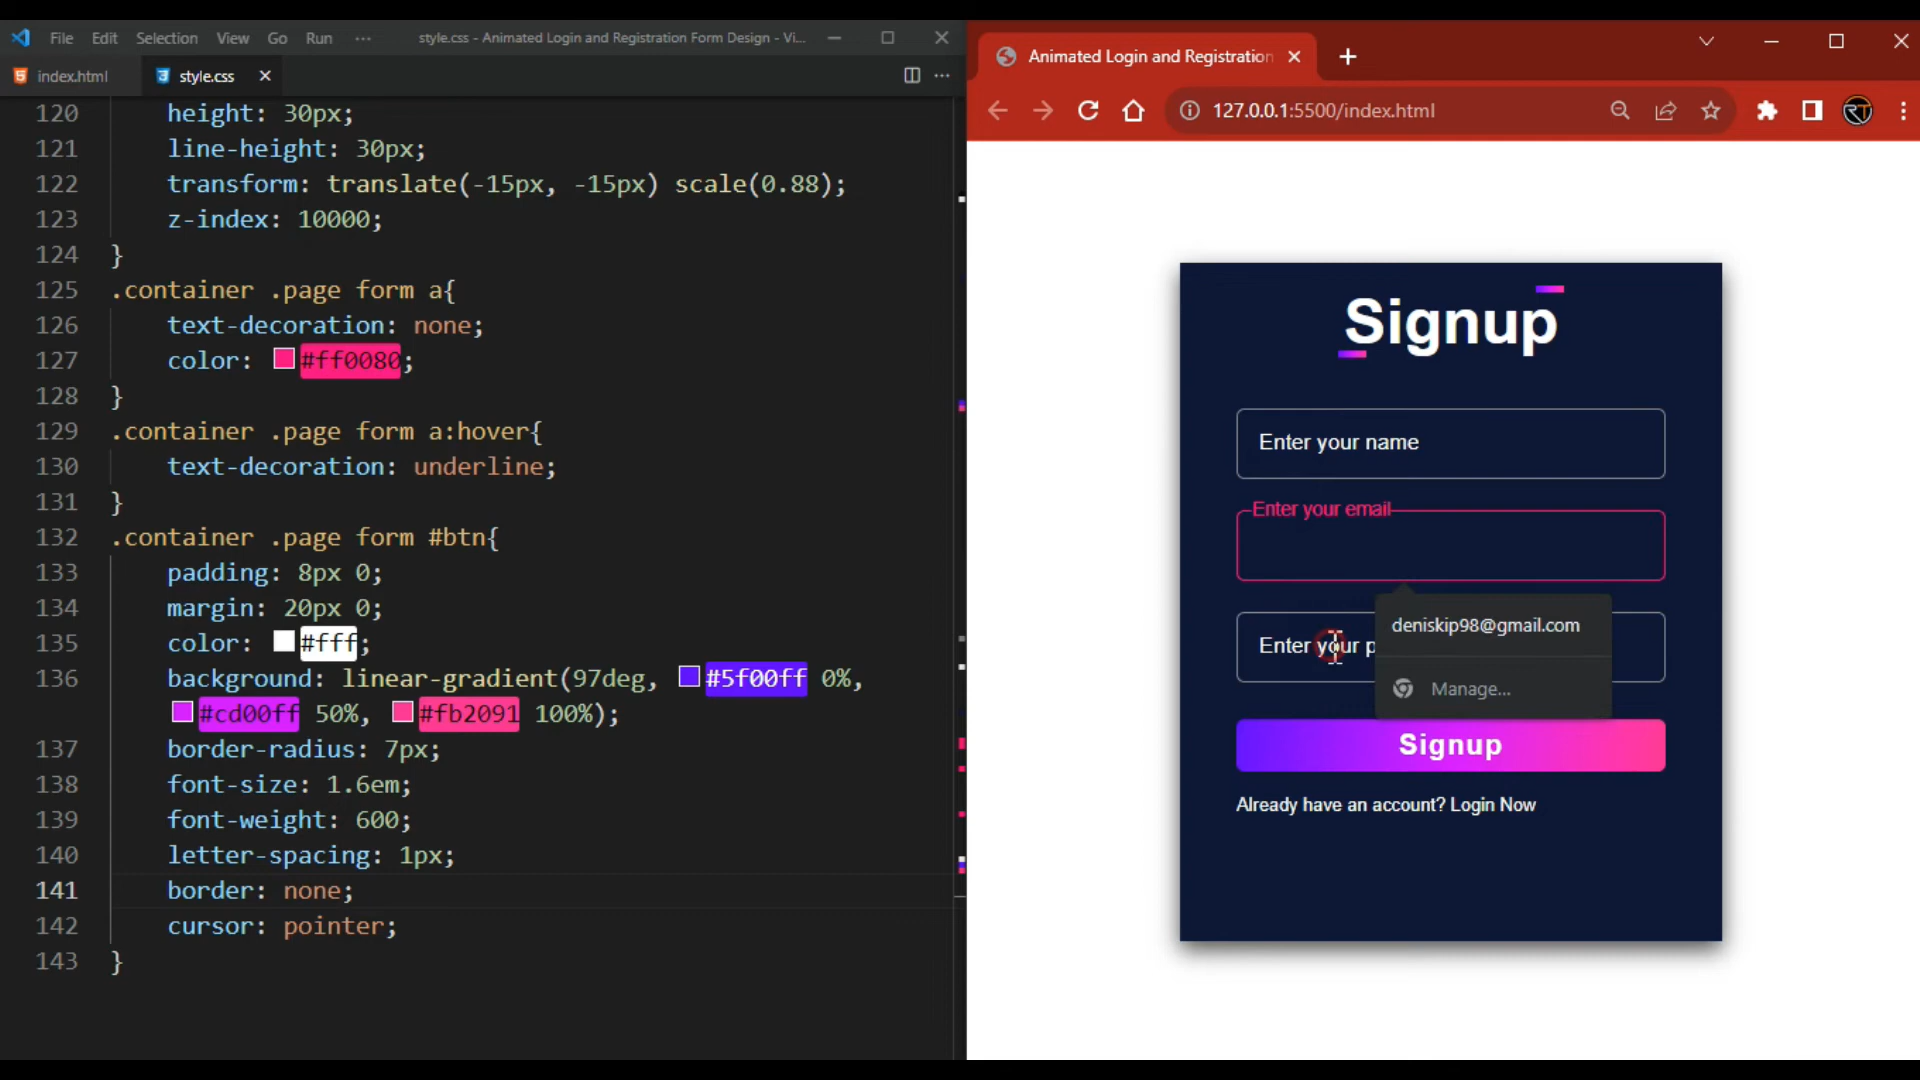 File Edit Selection View Go Run ··· style.css - Animated Login and Registration Form Design - Vi...
index.html style.css
120 height: 30px;
121 line-height: 30px;
122 transform: translate(-15px, -15px) scale(0.88);
123 z-index: 10000;
124 }
125 .container .page form a{
126 text-decoration: none;
127 color: #ff0080;
128 }
129 .container .page form a:hover{
130 text-decoration: underline;
131 }
132 .container .page form #btn{
133 padding: 8px 0;
134 margin: 20px 0;
135 color: #fff;
136 background: linear-gradient(97deg, #5f00ff 0%,
#cd00ff 50%, #fb2091 100%);
137 border-radius: 7px;
138 font-size: 1.6em;
139 font-weight: 600;
140 letter-spacing: 1px;
141 border: none;
142 cursor: pointer;
143 }
Animated Login and Registration
127.0.0.1:5500/index.html
RT
Signup
Enter your name
Enter your email
deniskip98@gmail.com
Enter your p
Manage...
Signup
Already have an account? Login Now